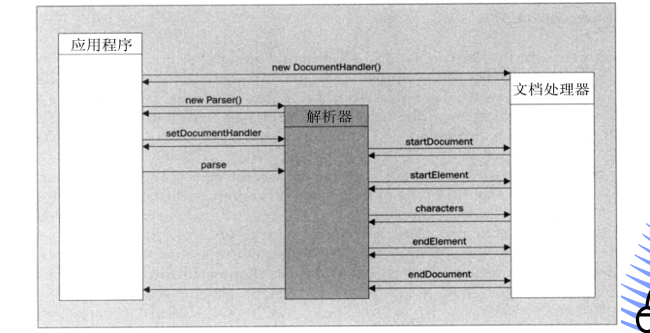 应用程序
new DocumentHandler()
文档处理器
new Parser()
解析器
setDocumentHandler
startDocument
parse
startElement
characters
endElement
endDocument